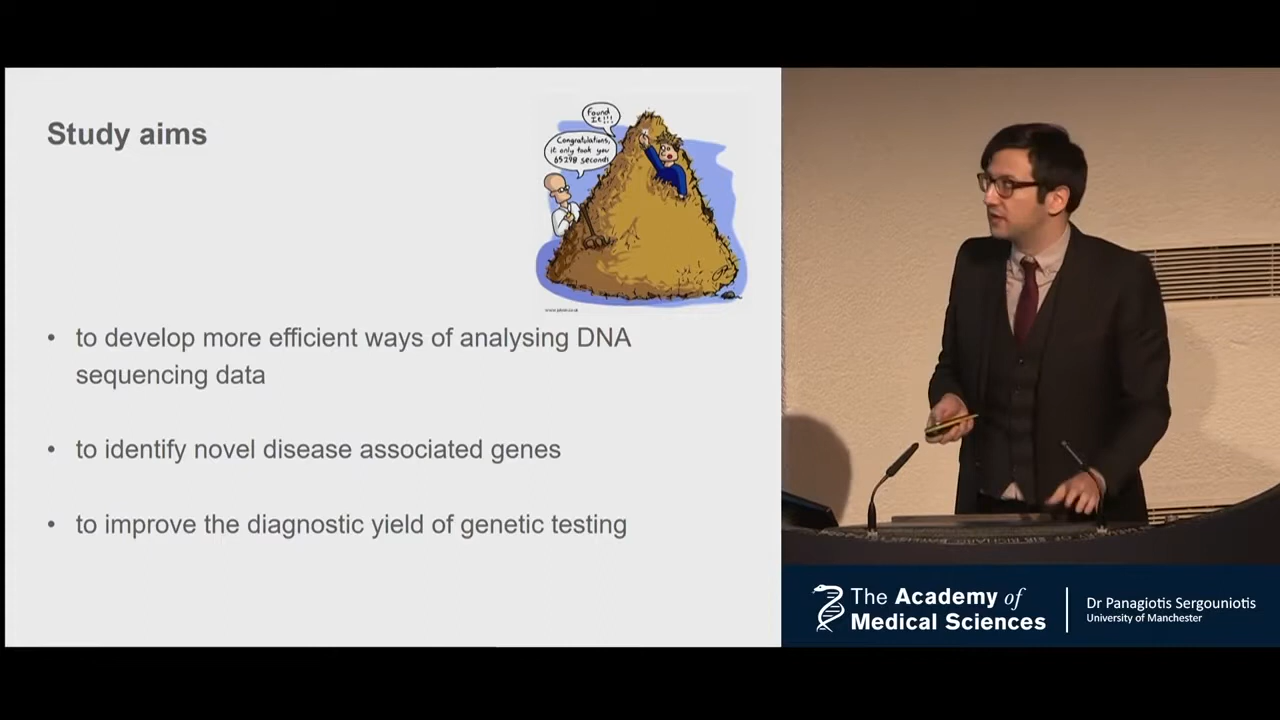 Study aims
Found
It!!!
Congratulations,
it only took you
65298 seconds
• to develop more efficient ways of analysing DNA
sequencing data
• to identify novel disease associated genes
• to improve the diagnostic yield of genetic testing
The Academy of
Medical Sciences
Dr Panagiotis Sergouniotis
University of Manchester